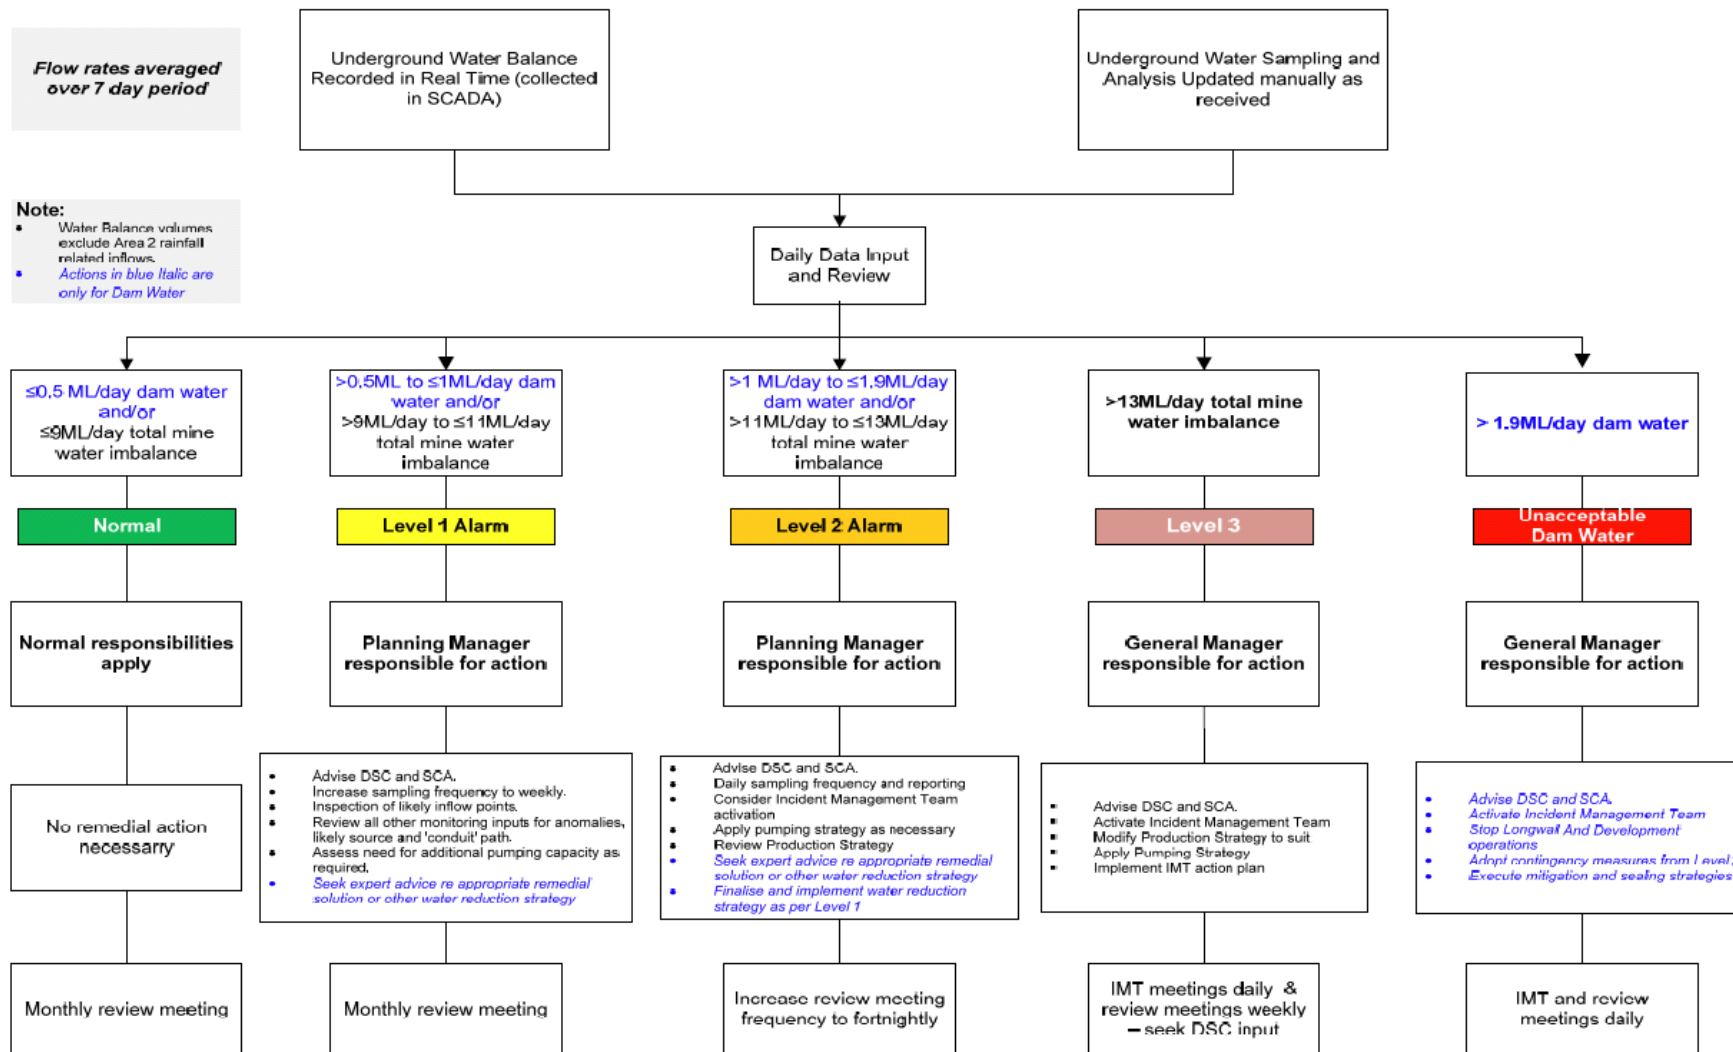 Flow rates averaged
over 7 day period
Underground Water Balance
Recorded in Real Time (collected
in SCADA)
Underground Water Sampling and
Analysis Updated manually as
received
Note:
• Water Balance volumes
exclude Area 2 rainfall
related inflows.
• Actions in blue Italic are
only for Dam Water
Daily Data Input
and Review
≤0.5 ML/day dam water
and/or
≤9ML/day total mine
water imbalance
>0.5ML to ≤1ML/day dam
water and/or
>9ML/day to ≤11ML/day
total mine water
imbalance
>1 ML/day to ≤1.9ML/day
dam water and/or
>11ML/day to ≤13ML/day
total mine water
imbalance
>13ML/day total mine
water imbalance
> 1.9ML/day dam water
Normal
Level 1 Alarm
Level 2 Alarm
Level 3
Unacceptable
Dam Water
Normal responsibilities
apply
Planning Manager
responsible for action
Planning Manager
responsible for action
General Manager
responsible for action
General Manager
responsible for action
No remedial action
necessarry
• Advise DSC and SCA.
• Increase sampling frequency to weekly.
• Inspection of likely inflow points.
• Review all other monitoring inputs for anomalies,
likely source and 'conduit' path.
• Assess need for additional pumping capacity as
required.
• Seek expert advice re appropriate remedial
solution or other water reduction strategy
• Advise DSC and SCA.
• Daily sampling frequency and reporting
• Consider Incident Management Team
activation
• Apply pumping strategy as necessary
• Review Production Strategy
• Seek expert advice re appropriate remedial
solution or other water reduction strategy
• Finalise and implement water reduction
strategy as per Level 1
▪ Advise DSC and SCA.
▪ Activate Incident Management Team
▪ Modify Production Strategy to suit
▪ Apply Pumping Strategy
▪ Implement IMT action plan
• Advise DSC and SCA.
• Activate Incident Management Team
• Stop Longwall And Development
operations
• Adopt contingency measures from Level
• Execute mitigation and sealing strategies
Monthly review meeting
Monthly review meeting
Increase review meeting
frequency to fortnightly
IMT meetings daily &
review meetings weekly
– seek DSC input
IMT and review
meetings daily